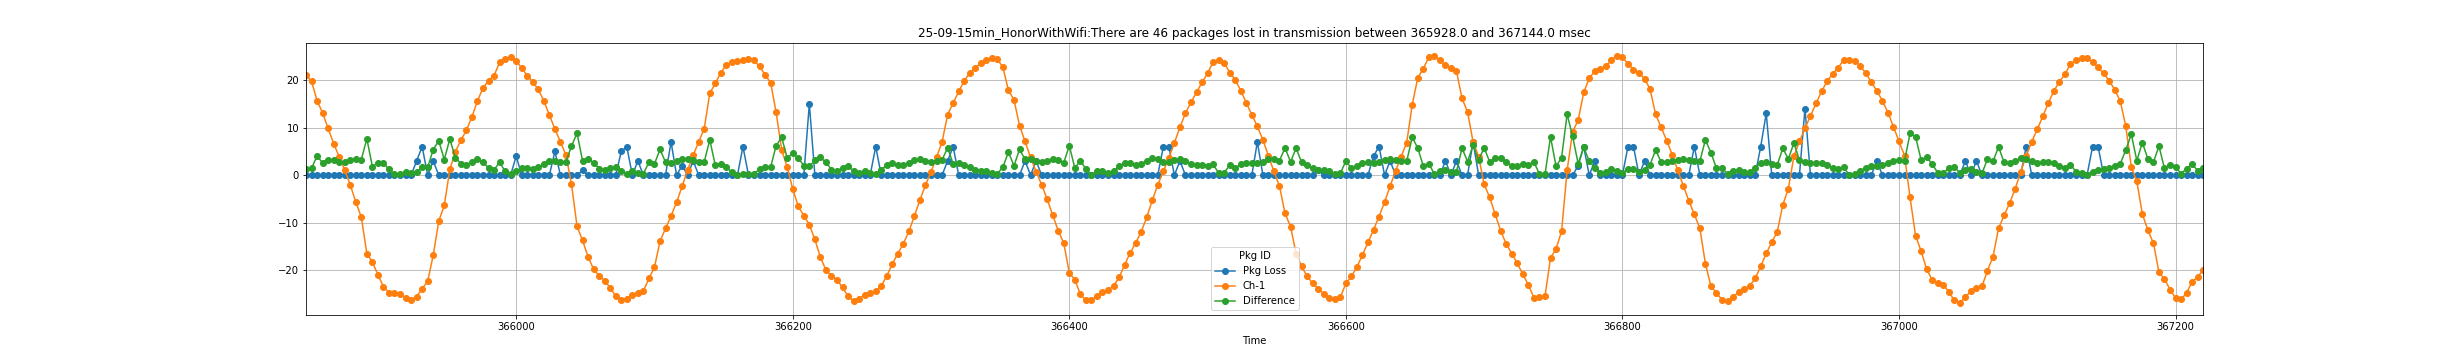 25-09-15min_HonorWithWifi:There are 46 packages lost in transmission between 365928.0 and 367144.0 msec
20
10
0
−10
−20
Pkg ID
Pkg Loss
Ch-1
Difference
366000 366200 366400 366600 366800 367000 367200
Time